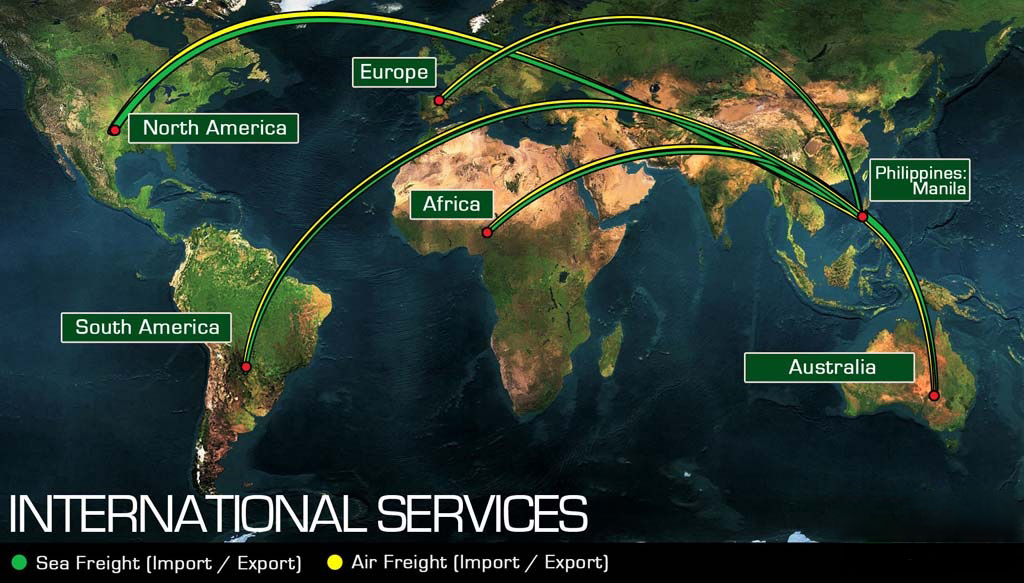 Europe
North America
Philippines:
Manila
Africa
South America
Australia
INTERNATIONAL SERVICES
Sea Freight (Import / Export)
Air Freight (Import / Export)